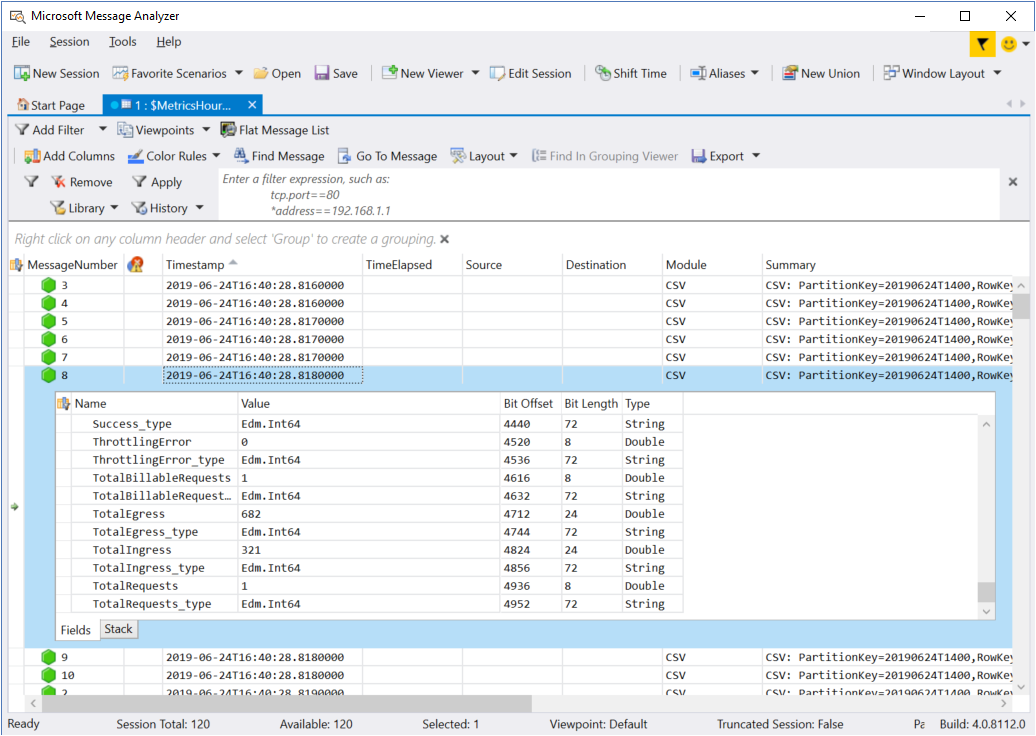 Microsoft Message Analyzer
File Session Tools Help
New Session Favorite Scenarios Open Save New Viewer Edit Session Shift Time Aliases New Union Window Layout
Start Page 1 : $MetricsHour...
Add Filter Viewpoints Flat Message List
Add Columns Color Rules Find Message Go To Message Layout Find In Grouping Viewer Export
Remove Apply Enter a filter expression, such as:
tcp.port==80
Library History *address==192.168.1.1
Right click on any column header and select 'Group' to create a grouping.
MessageNumber Timestamp TimeElapsed Source Destination Module Summary
3 2019-06-24T16:40:28.8160000 CSV CSV: PartitionKey=20190624T1400,RowKey
4 2019-06-24T16:40:28.8160000 CSV CSV: PartitionKey=20190624T1400,RowKey
5 2019-06-24T16:40:28.8170000 CSV CSV: PartitionKey=20190624T1400,RowKey
6 2019-06-24T16:40:28.8170000 CSV CSV: PartitionKey=20190624T1400,RowKey
7 2019-06-24T16:40:28.8170000 CSV CSV: PartitionKey=20190624T1400,RowKey
8 2019-06-24T16:40:28.8180000 CSV CSV: PartitionKey=20190624T1400,RowKey
Name Value Bit Offset Bit Length Type
Success_type Edm.Int64 4440 72 String
ThrottlingError 0 4520 8 Double
ThrottlingError_type Edm.Int64 4536 72 String
TotalBillableRequests 1 4616 8 Double
TotalBillableRequest... Edm.Int64 4632 72 String
TotalEgress 682 4712 24 Double
TotalEgress_type Edm.Int64 4744 72 String
TotalIngress 321 4824 24 Double
TotalIngress_type Edm.Int64 4856 72 String
TotalRequests 1 4936 8 Double
TotalRequests_type Edm.Int64 4952 72 String
Fields Stack
9 2019-06-24T16:40:28.8180000 CSV CSV: PartitionKey=20190624T1400,RowKey
10 2019-06-24T16:40:28.8180000 CSV CSV: PartitionKey=20190624T1400,RowKey
2 2019-06-24T16:40:28.8190000 CSV CSV: PartitionKey=20190624T1400,RowKey
Ready Session Total: 120 Available: 120 Selected: 1 Viewpoint: Default Truncated Session: False Pa Build: 4.0.8112.0